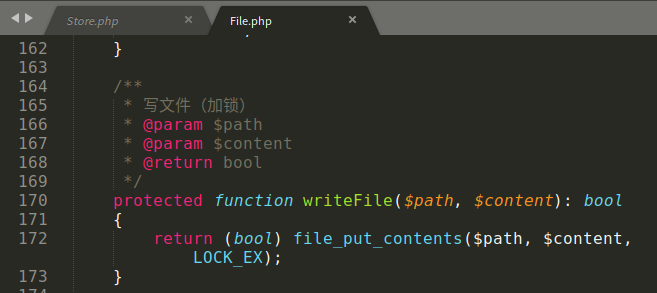 Store.php × File.php ×
162 }
163
164 /**
165 * 写文件（加锁）
166 * @param $path
167 * @param $content
168 * @return bool
169 */
170 protected function writeFile($path, $content): bool
171 {
172 return (bool) file_put_contents($path, $content,
LOCK_EX);
173 }